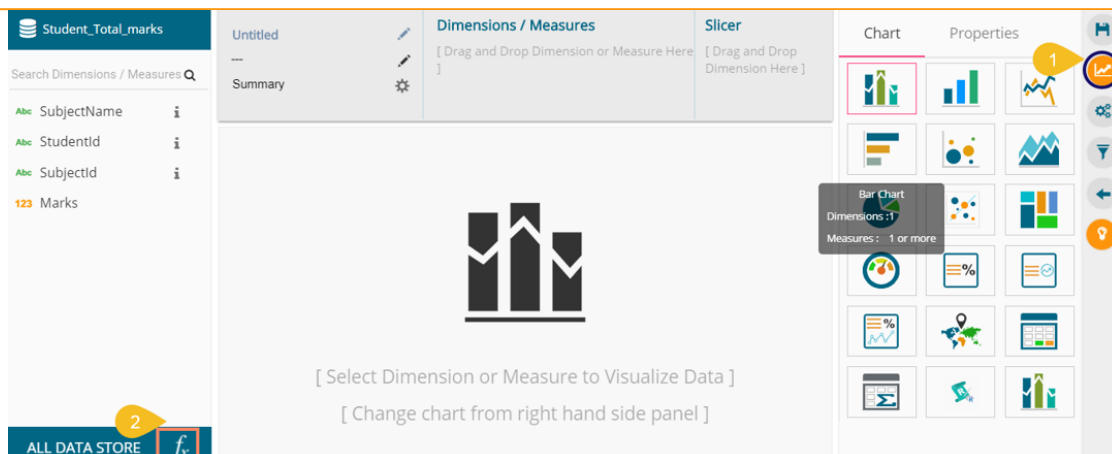 Student_Total_marks
Search Dimensions / Measures
Abc SubjectName i
Abc StudentId i
Abc SubjectId i
123 Marks
2
ALL DATA STORE fx
Untitled
---
Summary
Dimensions / Measures
[ Drag and Drop Dimension or Measure Here
]
Slicer
[ Drag and Drop
Dimension Here ]
[ Select Dimension or Measure to Visualize Data ]
[ Change chart from right hand side panel ]
Chart Properties
1
Bar Chart
Dimensions :1
Measures : 1 or more
%
%
Σ